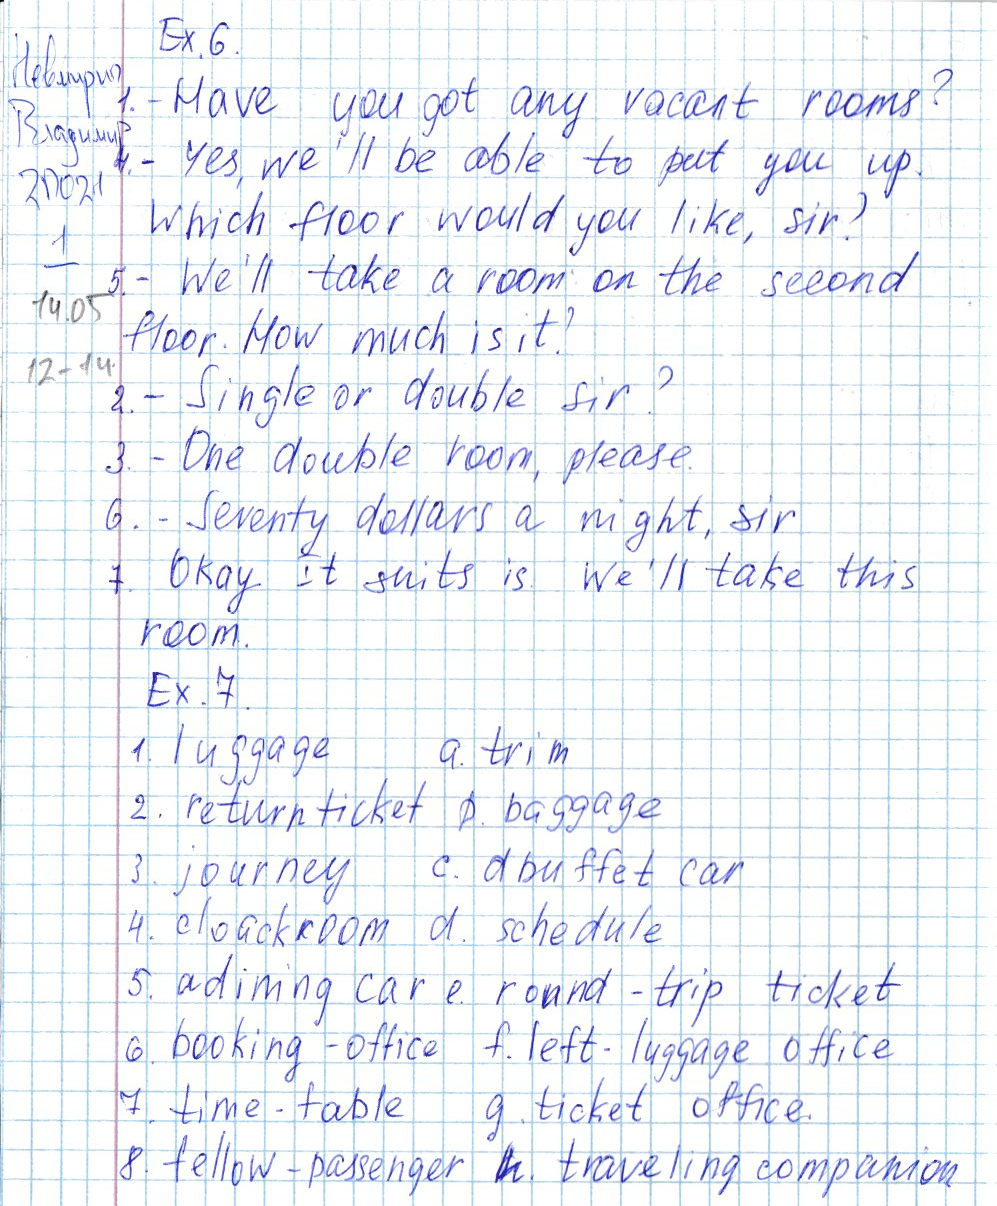 Ex.6.
Владимир
2
1
14.05
12-14.
1. - Have you got any vacant rooms?
4. - Yes, we'll be able to put you up.
Which floor would you like, sir?
5. - We'll take a room on the second
floor. How much is it?
2. - Single or double sir?
3. - One double room, please.
6. - Seventy dollars a night, sir
7. Okay it suits is. We'll take this
room.
Ex.7.
1. luggage a. trim
2. return ticket b. baggage
3. journey c. d buffet car
4. cloackroom d. schedule
5. a dining car e. round-trip ticket
6. booking-office f. left-luggage office
7. time-table g. ticket office.
8. fellow-passenger h. traveling companion